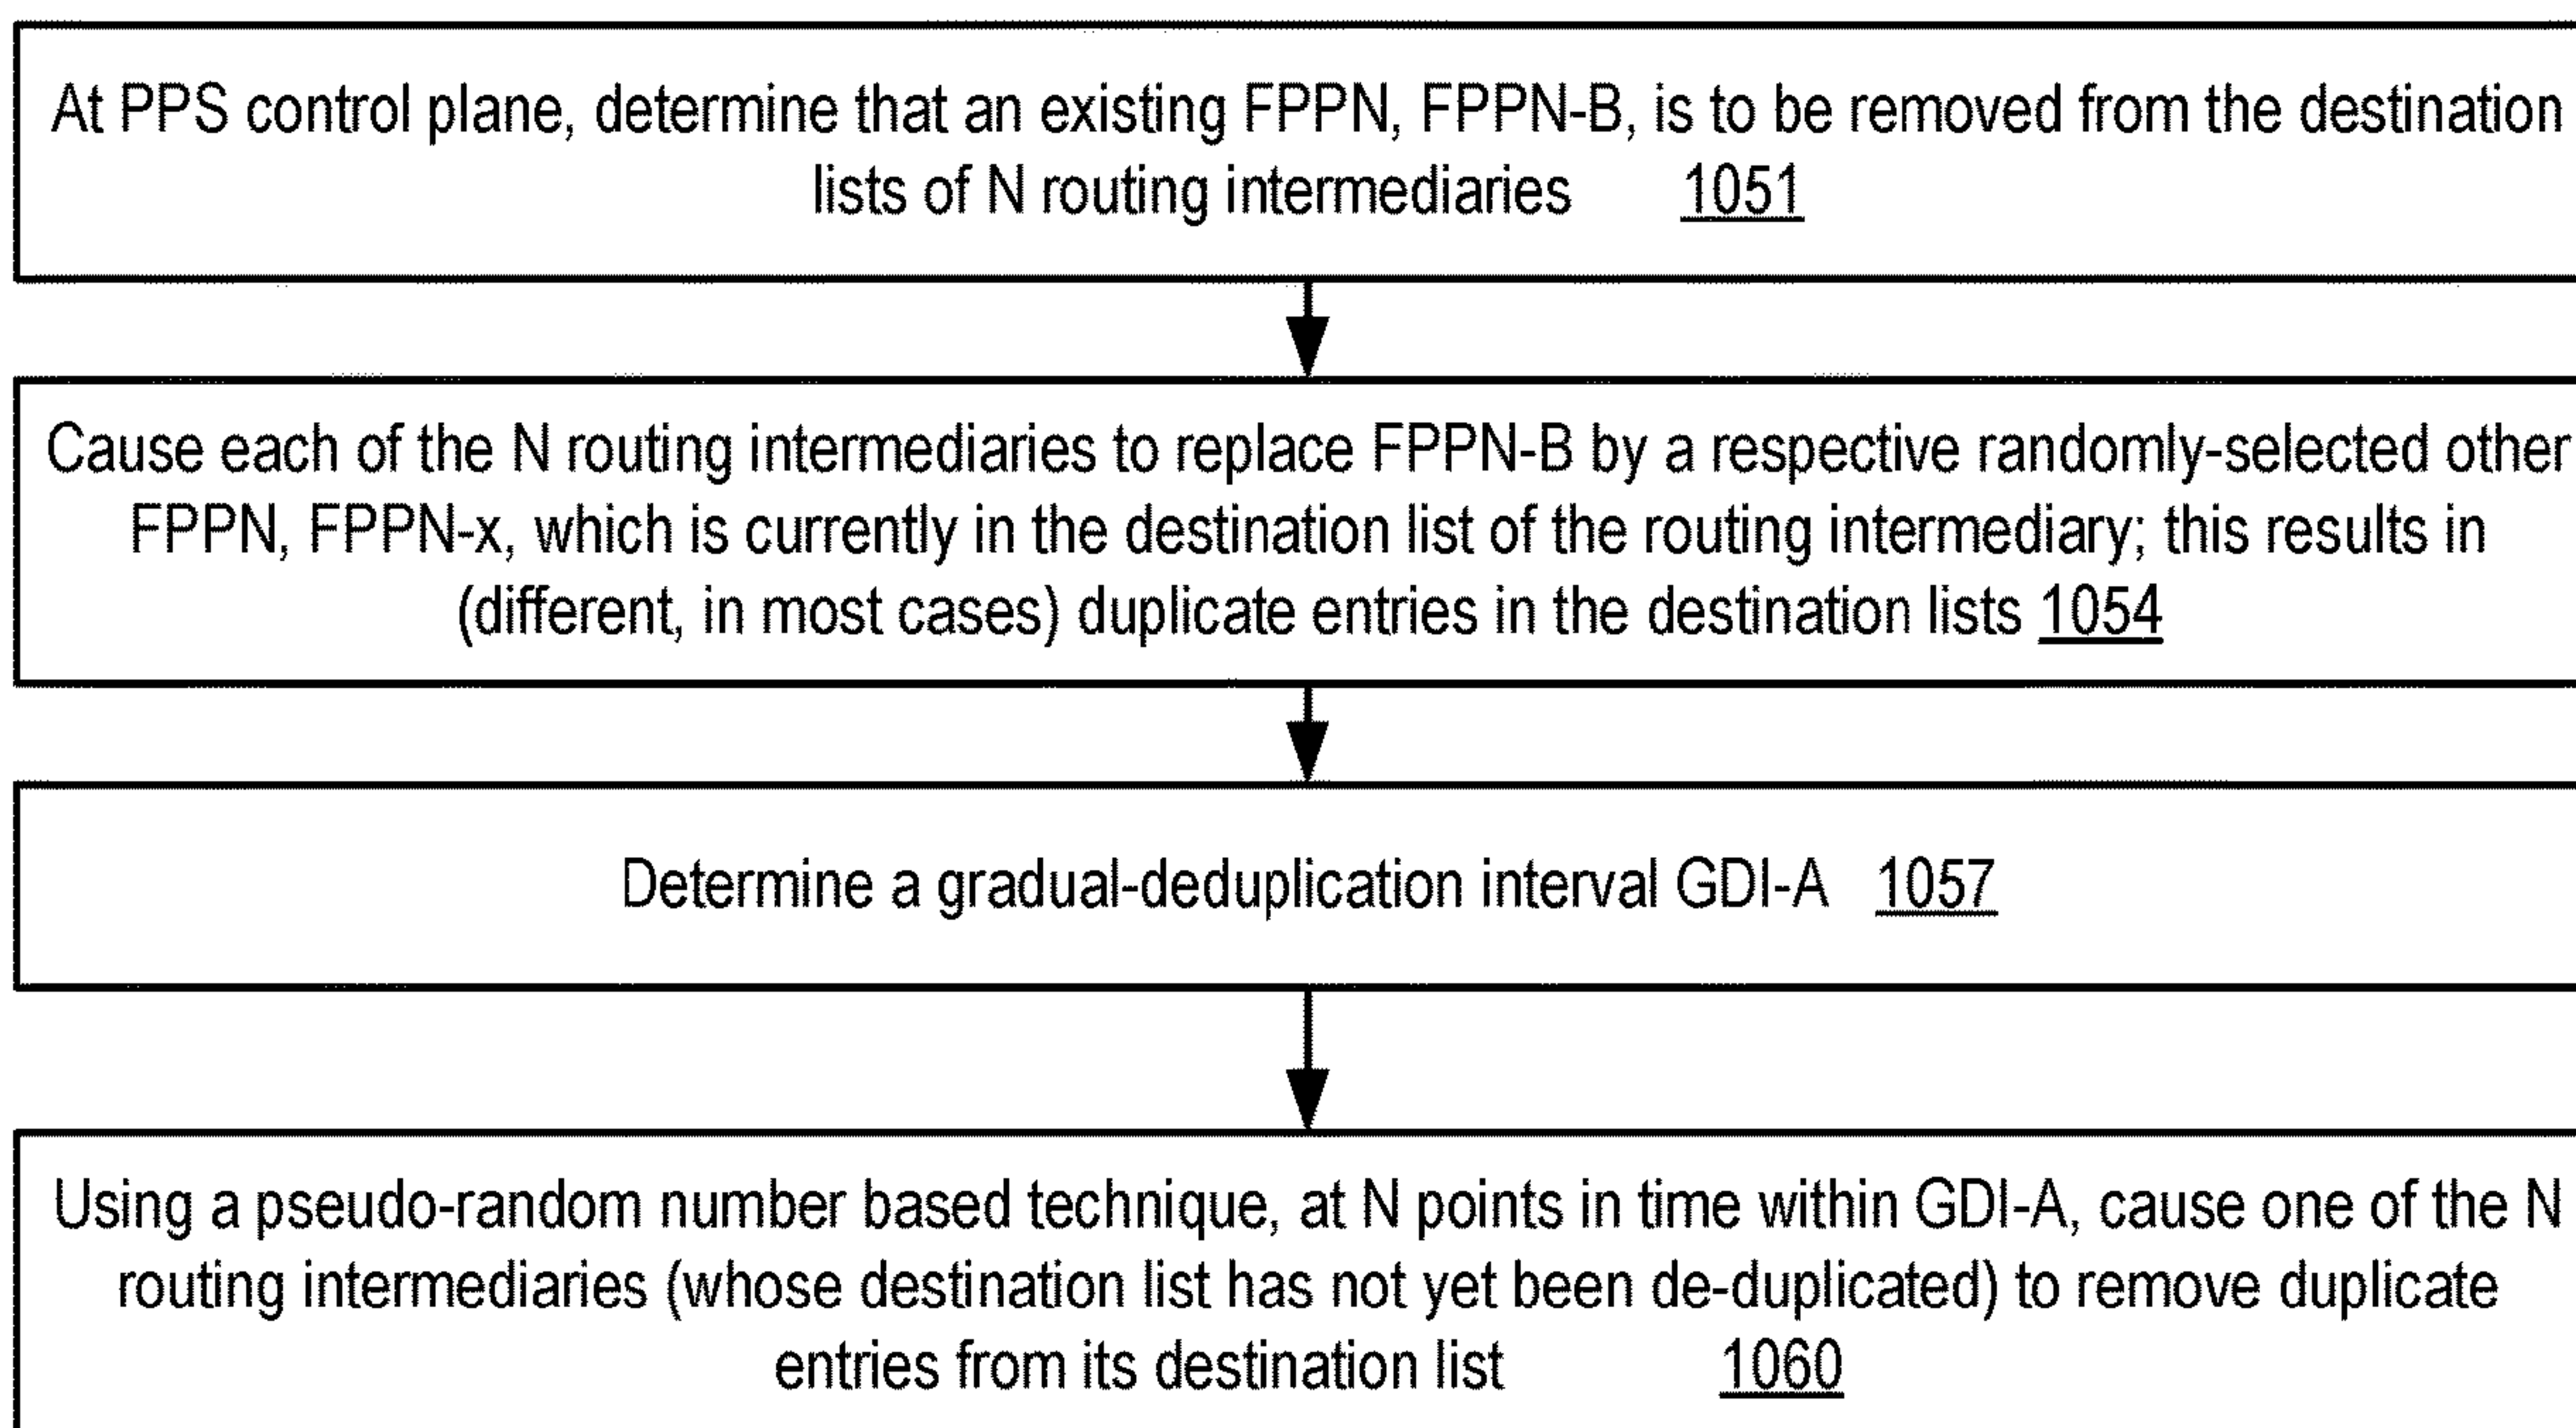 At PPS control plane, determine that an existing FPPN, FPPN-B, is to be removed from the destination
lists of N routing intermediaries 1051
Cause each of the N routing intermediaries to replace FPPN-B by a respective randomly-selected other
FPPN, FPPN-x, which is currently in the destination list of the routing intermediary; this results in
(different, in most cases) duplicate entries in the destination lists 1054
Determine a gradual-deduplication interval GDI-A 1057
Using a pseudo-random number based technique, at N points in time within GDI-A, cause one of the N
routing intermediaries (whose destination list has not yet been de-duplicated) to remove duplicate
entries from its destination list 1060